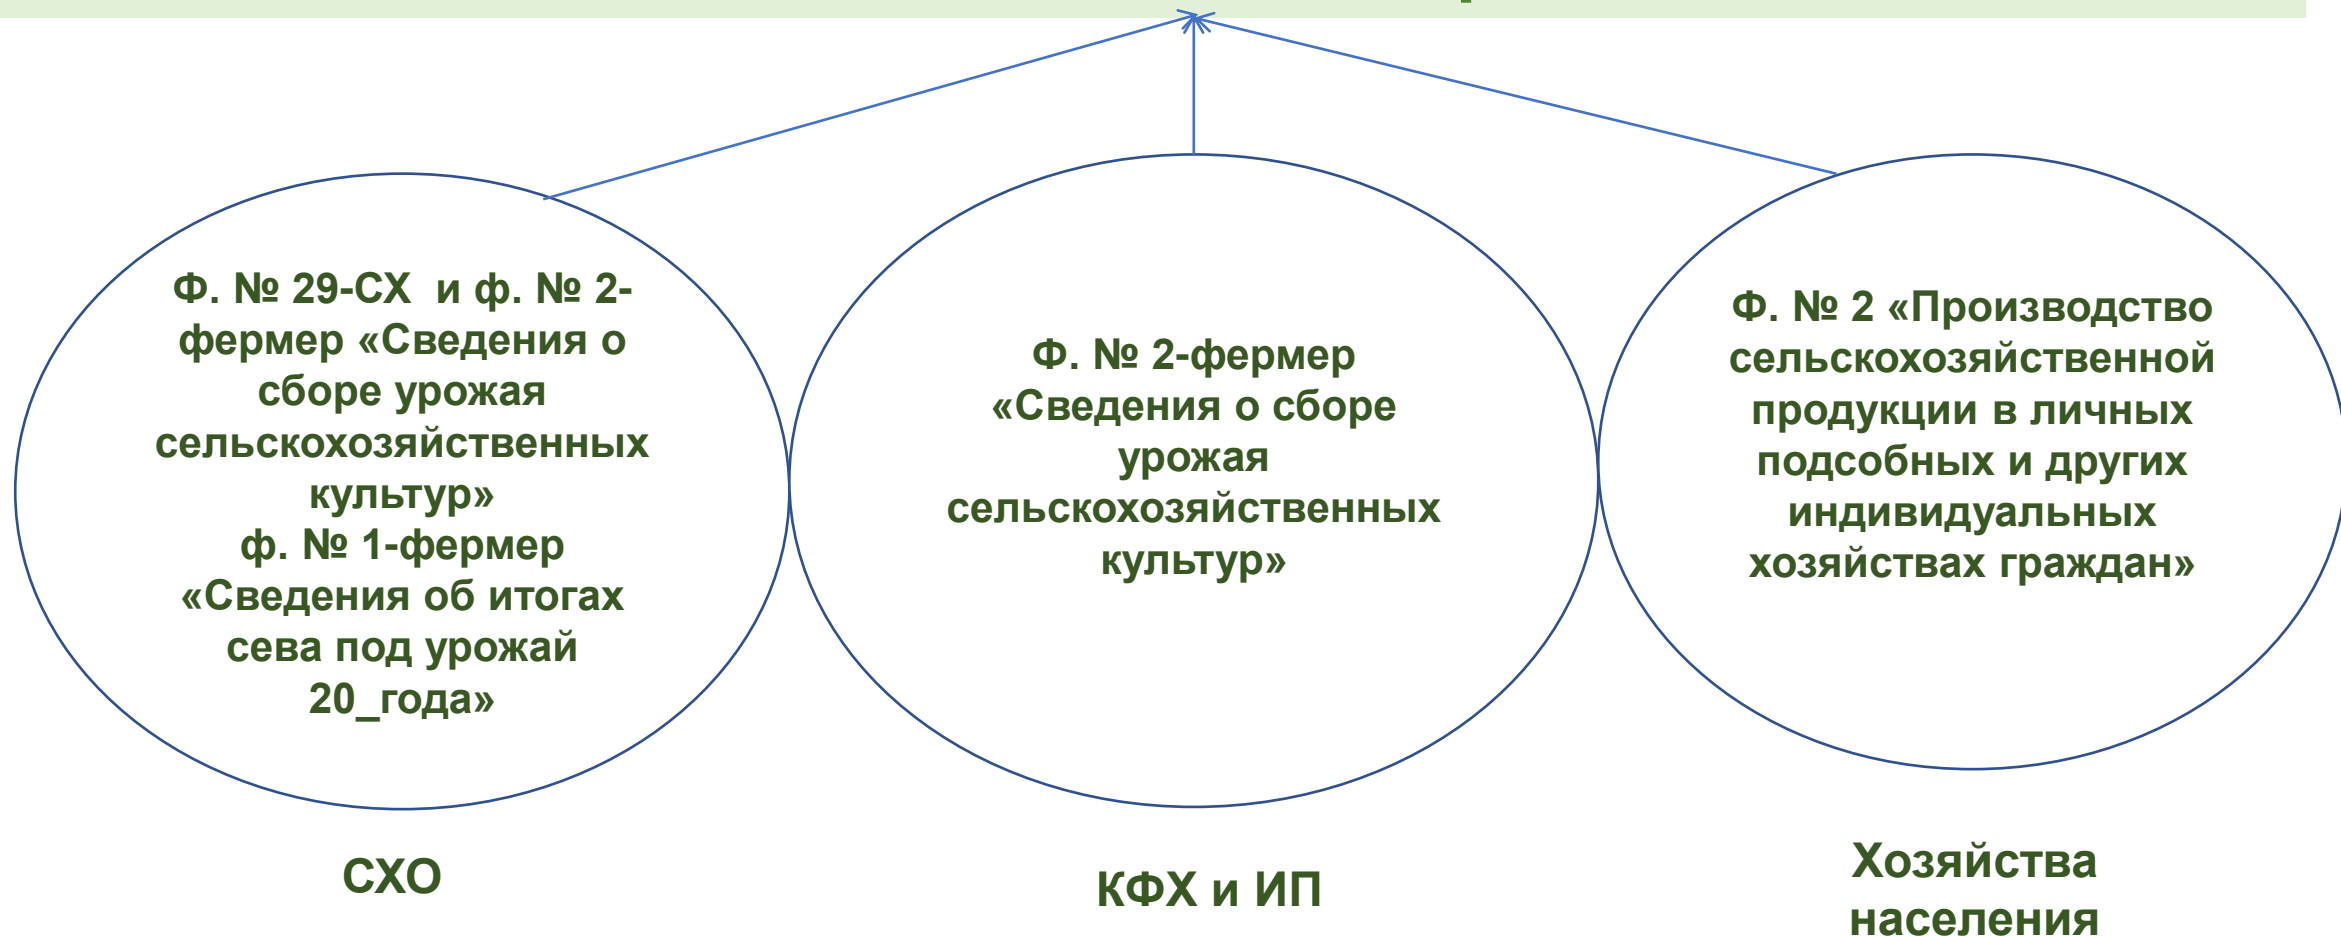 Ф. № 29-СХ и ф. № 2-
фермер «Сведения о
сборе урожая
сельскохозяйственных
культур»
ф. № 1-фермер
«Сведения об итогах
сева под урожай
20_года»
Ф. № 2-фермер
«Сведения о сборе
урожая
сельскохозяйственных
культур»
Ф. № 2 «Производство
сельскохозяйственной
продукции в личных
подсобных и других
индивидуальных
хозяйствах граждан»
СХО
КФХ и ИП
Хозяйства
населения